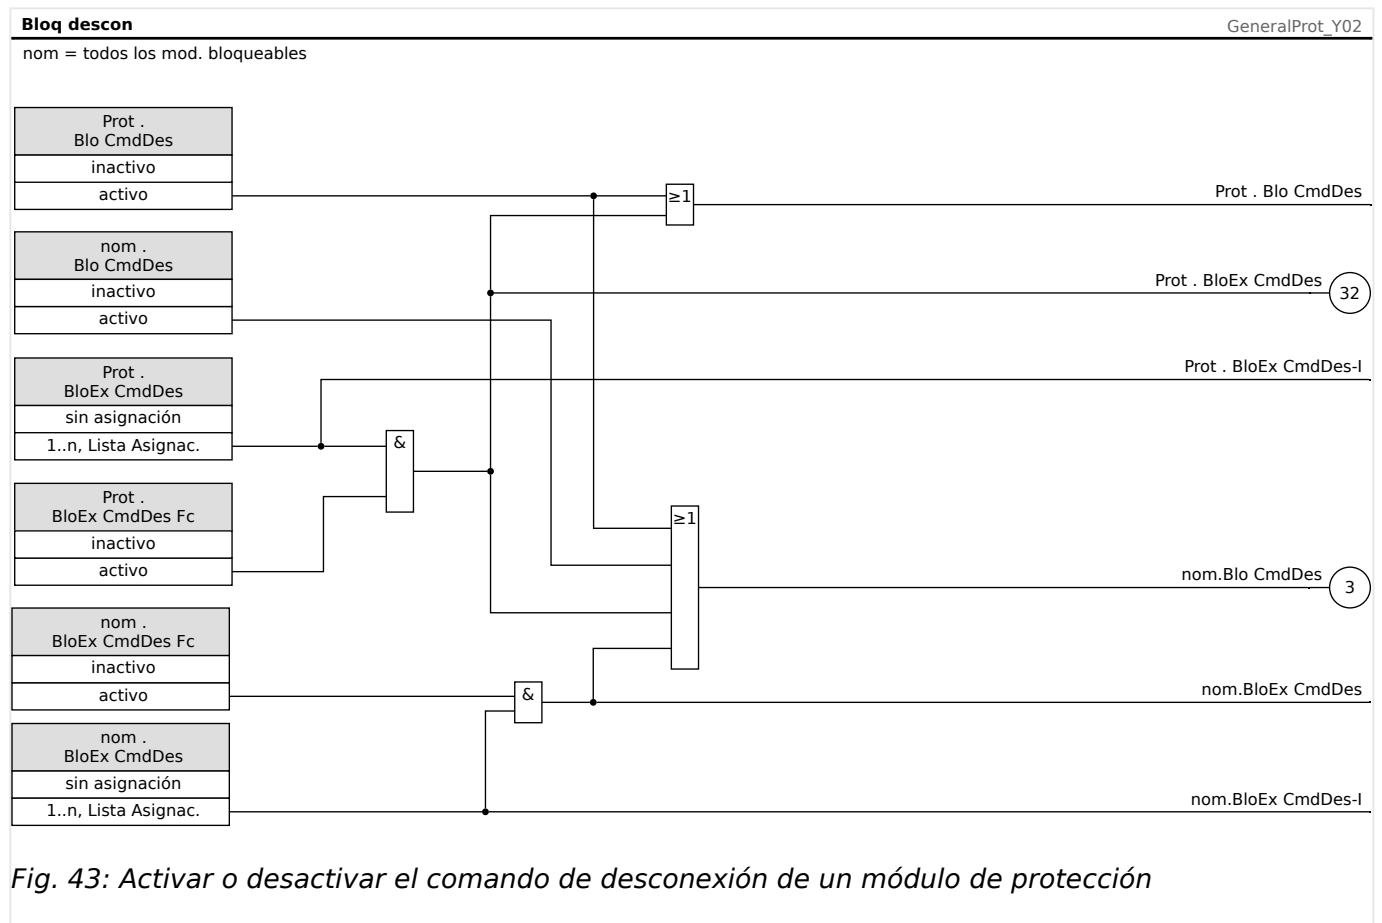 Bloq descon
GeneralProt_Y02
nom = todos los mod. bloqueables
Prot .
Blo CmdDes
inactivo
activo
≥1
Prot . Blo CmdDes
nom .
Blo CmdDes
inactivo
activo
Prot . BloEx CmdDes
32
Prot .
BloEx CmdDes
sin asignación
1..n, Lista Asignac.
Prot . BloEx CmdDes-I
&
Prot .
BloEx CmdDes Fc
inactivo
activo
≥1
nom.Blo CmdDes
3
nom .
BloEx CmdDes Fc
inactivo
activo
&
nom.BloEx CmdDes
nom .
BloEx CmdDes
sin asignación
1..n, Lista Asignac.
nom.BloEx CmdDes-I
Fig. 43: Activar o desactivar el comando de desconexión de un módulo de protección